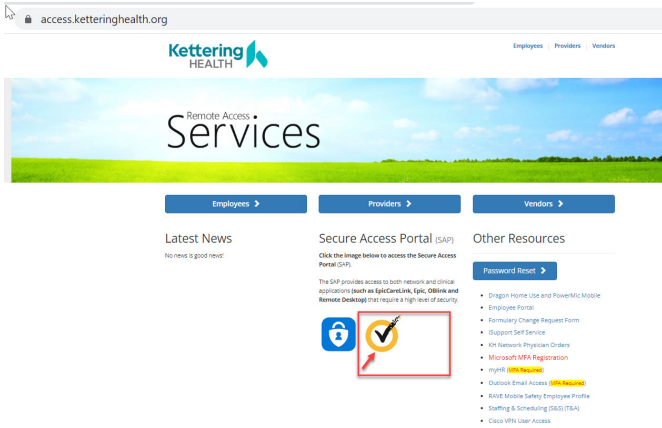 access.ketteringhealth.org
Kettering
HEALTH
Employees | Providers | Vendors
Remote Access
Services
Employees
Providers
Vendors
Latest News
No news is good news!
Secure Access Portal (SAP)
Click the image below to access the Secure Access
Portal (SAP).
The SAP provides access to both network and clinical
applications (such as EpicCareLink, Epic, OBlink and
Remote Desktop) that require a high level of security.
Other Resources
Password Reset
Dragon Home Use and PowerMic Mobile
Employee Portal
Formulary Change Request Form
iSupport Self Service
KH Network Physician Orders
Microsoft MFA Registration
myHR (MFA Required)
Outlook Email Access (MFA Required)
RAVE Mobile Safety Employee Profile
Staffing & Scheduling (S&S) (T&A)
Cisco VPN User Access